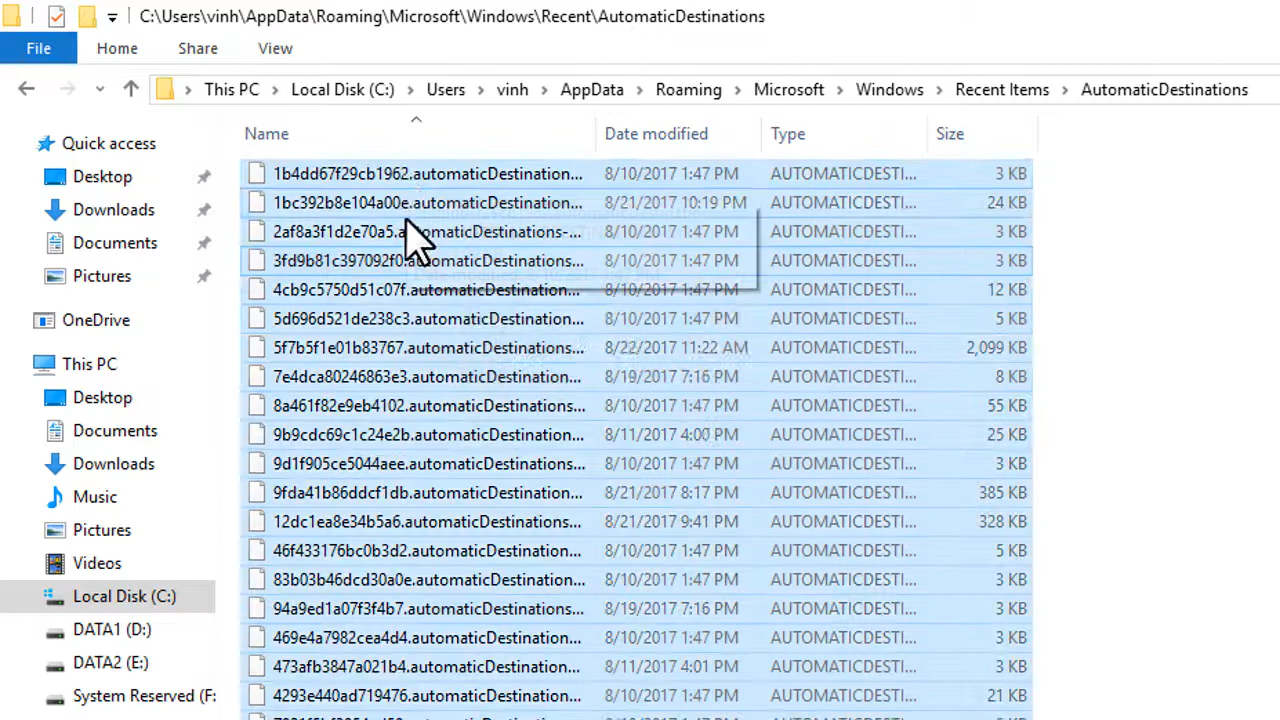 C:\Users\vinh\AppData\Roaming\Microsoft\Windows\Recent\AutomaticDestinations
File Home Share View
This PC Local Disk (C:) Users vinh AppData Roaming Microsoft Windows Recent Items AutomaticDestinations
Name Date modified Type Size
Quick access
Desktop
Downloads
Documents
Pictures
OneDrive
This PC
Desktop
Documents
Downloads
Music
Pictures
Videos
Local Disk (C:)
DATA1 (D:)
DATA2 (E:)
System Reserved (F:
1b4dd67f29cb1962.automaticDestination... 8/10/2017 1:47 PM AUTOMATICDESTI... 3 KB
1bc392b8e104a00e.automaticDestination... 8/21/2017 10:19 PM AUTOMATICDESTI... 24 KB
2af8a3f1d2e70a5.automaticDestinations-... 8/10/2017 1:47 PM AUTOMATICDESTI... 3 KB
3fd9b81c397092f0.automaticDestinations... 8/10/2017 1:47 PM AUTOMATICDESTI... 3 KB
4cb9c5750d51c07f.automaticDestination... 8/10/2017 1:47 PM AUTOMATICDESTI... 12 KB
5d696d521de238c3.automaticDestination... 8/10/2017 1:47 PM AUTOMATICDESTI... 5 KB
5f7b5f1e01b83767.automaticDestinations... 8/22/2017 11:22 AM AUTOMATICDESTI... 2,099 KB
7e4dca80246863e3.automaticDestinations... 8/19/2017 7:16 PM AUTOMATICDESTI... 8 KB
8a461f82e9eb4102.automaticDestinations... 8/10/2017 1:47 PM AUTOMATICDESTI... 55 KB
9b9cdc69c1c24e2b.automaticDestination... 8/11/2017 4:00 PM AUTOMATICDESTI... 25 KB
9d1f905ce5044aee.automaticDestinations... 8/10/2017 1:47 PM AUTOMATICDESTI... 3 KB
9fda41b86ddcf1db.automaticDestination... 8/21/2017 8:17 PM AUTOMATICDESTI... 385 KB
12dc1ea8e34b5a6.automaticDestinations... 8/21/2017 9:41 PM AUTOMATICDESTI... 328 KB
46f433176bc0b3d2.automaticDestination... 8/10/2017 1:47 PM AUTOMATICDESTI... 5 KB
83b03b46dcd30a0e.automaticDestination... 8/10/2017 1:47 PM AUTOMATICDESTI... 3 KB
94a9ed1a07f3f4b7.automaticDestinations... 8/19/2017 7:16 PM AUTOMATICDESTI... 3 KB
469e4a7982cea4d4.automaticDestination... 8/10/2017 1:47 PM AUTOMATICDESTI... 3 KB
473afb3847a021b4.automaticDestination... 8/11/2017 4:01 PM AUTOMATICDESTI... 3 KB
4293e440ad719476.automaticDestination... 8/10/2017 1:47 PM AUTOMATICDESTI... 21 KB